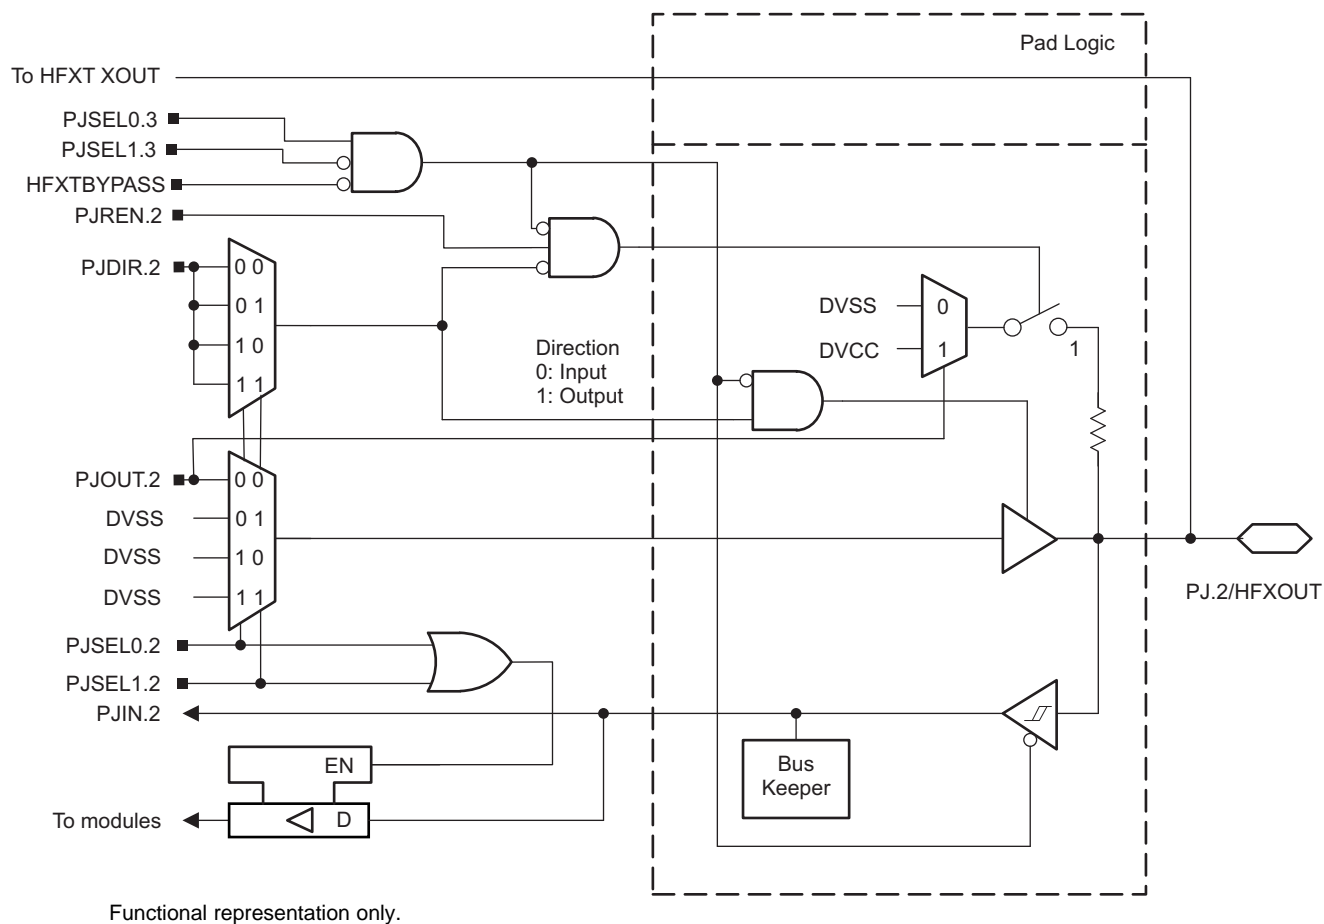 Pad Logic
To HFXT XOUT
PJSEL0.3
PJSEL1.3
HFXTBYPASS
PJREN.2
PJDIR.2
0 0
0 1
1 0
1 1
Direction
0: Input
1: Output
DVSS
0
DVCC
1
1
PJOUT.2
0 0
DVSS
0 1
DVSS
1 0
DVSS
1 1
PJ.2/HFXOUT
PJSEL0.2
PJSEL1.2
PJIN.2
EN
Bus
Keeper
To modules
D
Functional representation only.